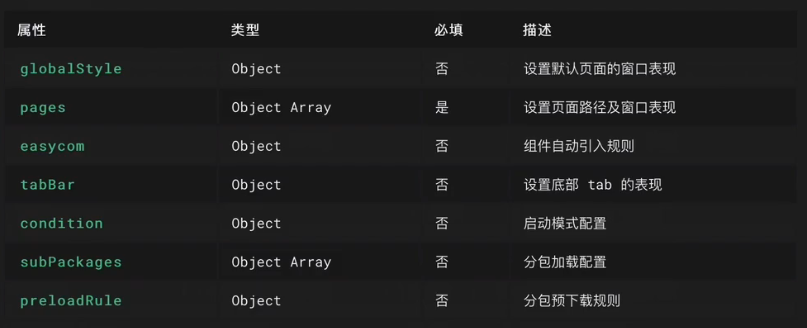 属性 类型 必填 描述
globalStyle Object 否 设置默认页面的窗口表现
pages Object Array 是 设置页面路径及窗口表现
easycom Object 否 组件自动引入规则
tabBar Object 否 设置底部 tab 的表现
condition Object 否 启动模式配置
subPackages Object Array 否 分包加载配置
preloadRule Object 否 分包预下载规则